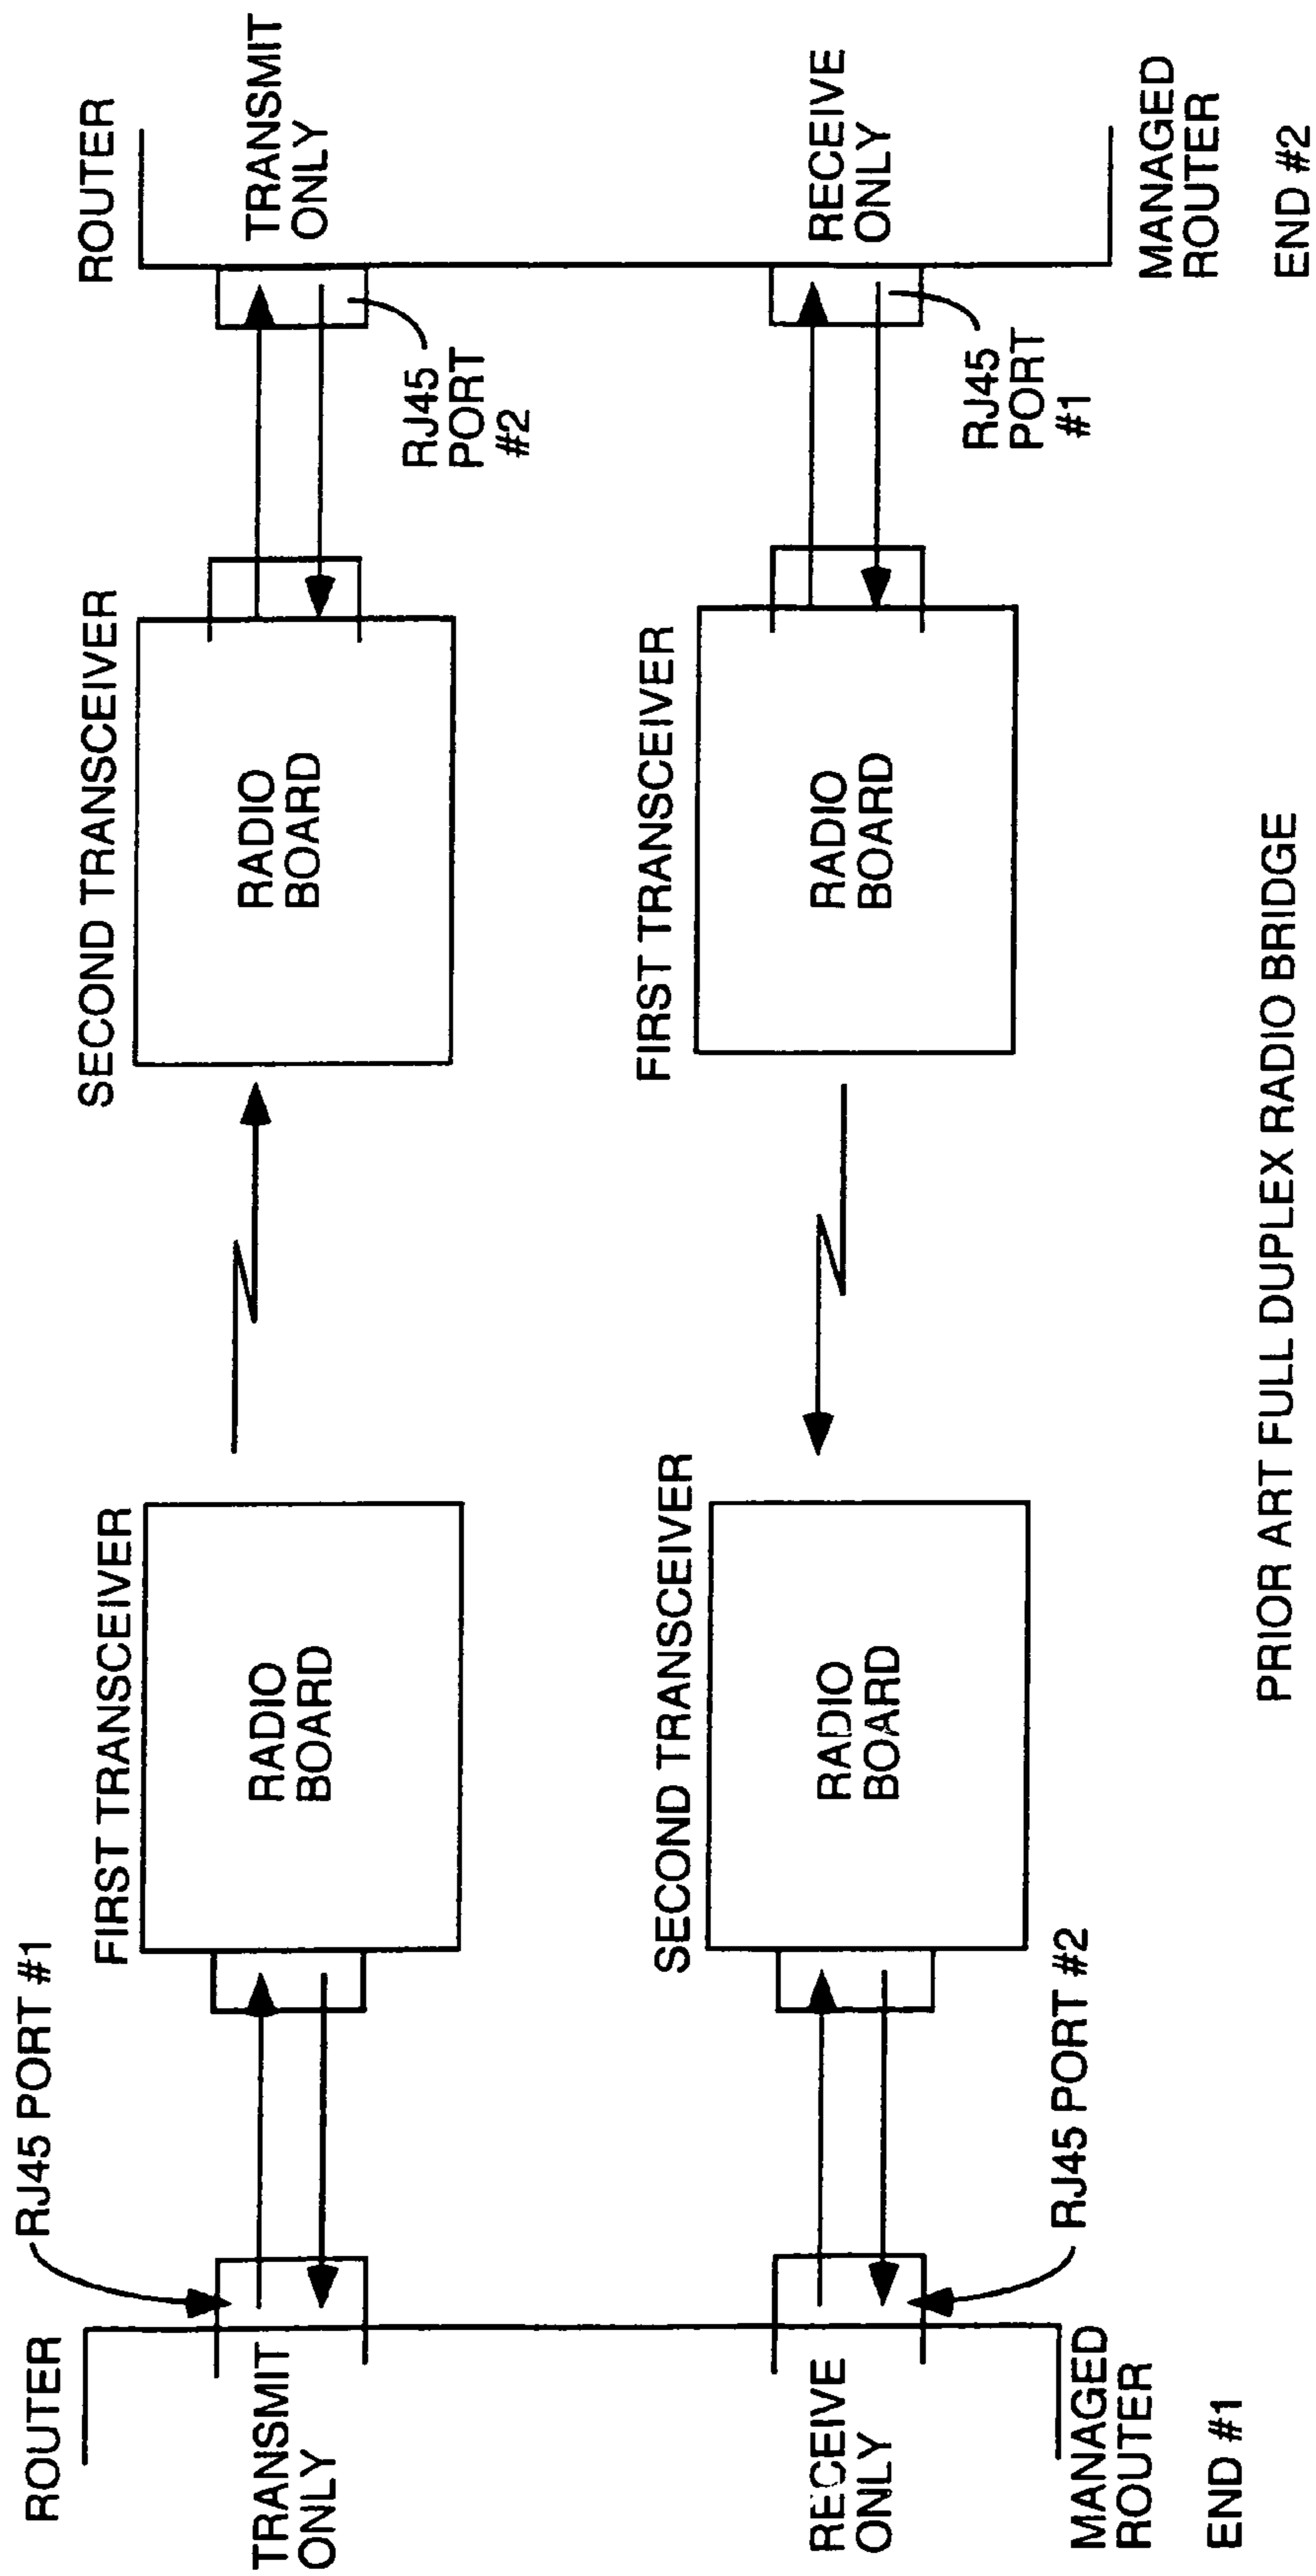 ROUTER
RJ45 PORT #1
TRANSMIT
ONLY
FIRST TRANSCEIVER
RADIO
BOARD
SECOND TRANSCEIVER
RADIO
BOARD
RJ45
PORT
#2
ROUTER
TRANSMIT
ONLY
RECEIVE
ONLY
SECOND TRANSCEIVER
RADIO
BOARD
RJ45 PORT #2
FIRST TRANSCEIVER
RADIO
BOARD
RJ45
PORT
#1
RECEIVE
ONLY
MANAGED
ROUTER
END #1
MANAGED
ROUTER
END #2
PRIOR ART FULL DUPLEX RADIO BRIDGE